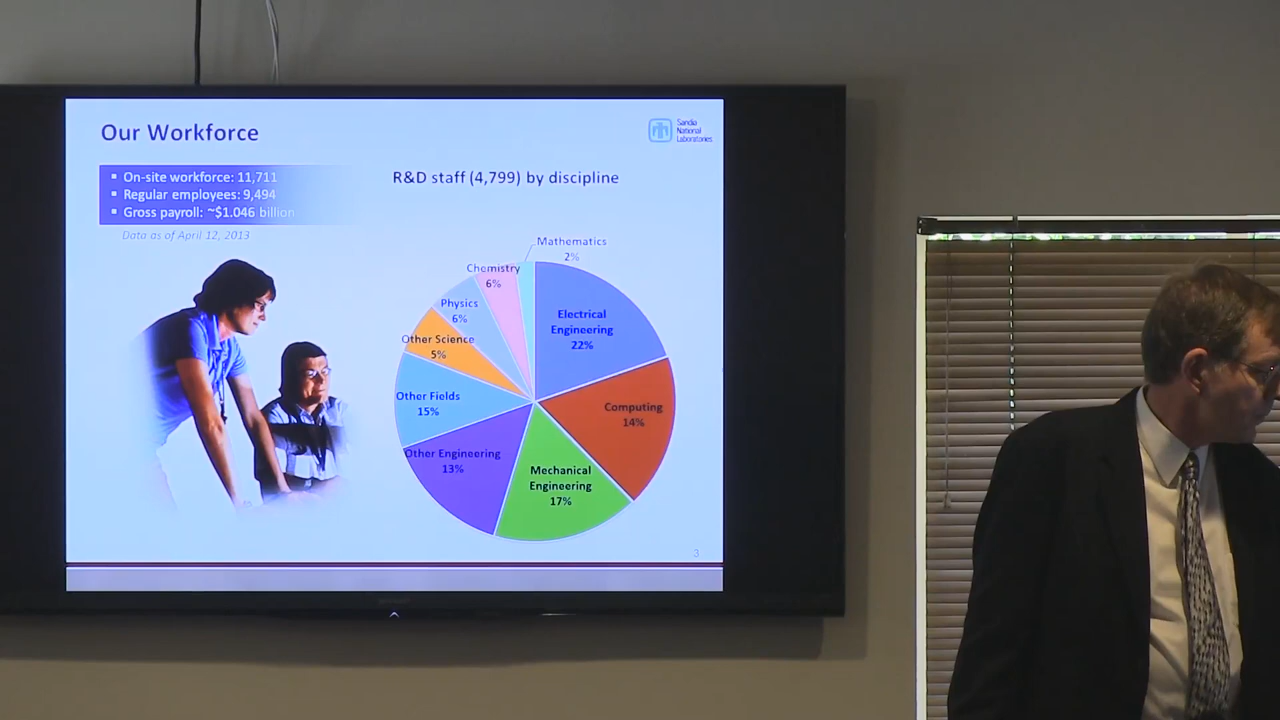 Our Workforce
Sandia
National
Laboratories
On-site workforce: 11,711
Regular employees: 9,494
Gross payroll: ~$1.046 billion
Data as of April 12, 2013
R&D staff (4,799) by discipline
Mathematics
2%
Chemistry
6%
Physics
6%
Other Science
5%
Other Fields
15%
Other Engineering
13%
Mechanical
Engineering
17%
Computing
14%
Electrical
Engineering
22%
3